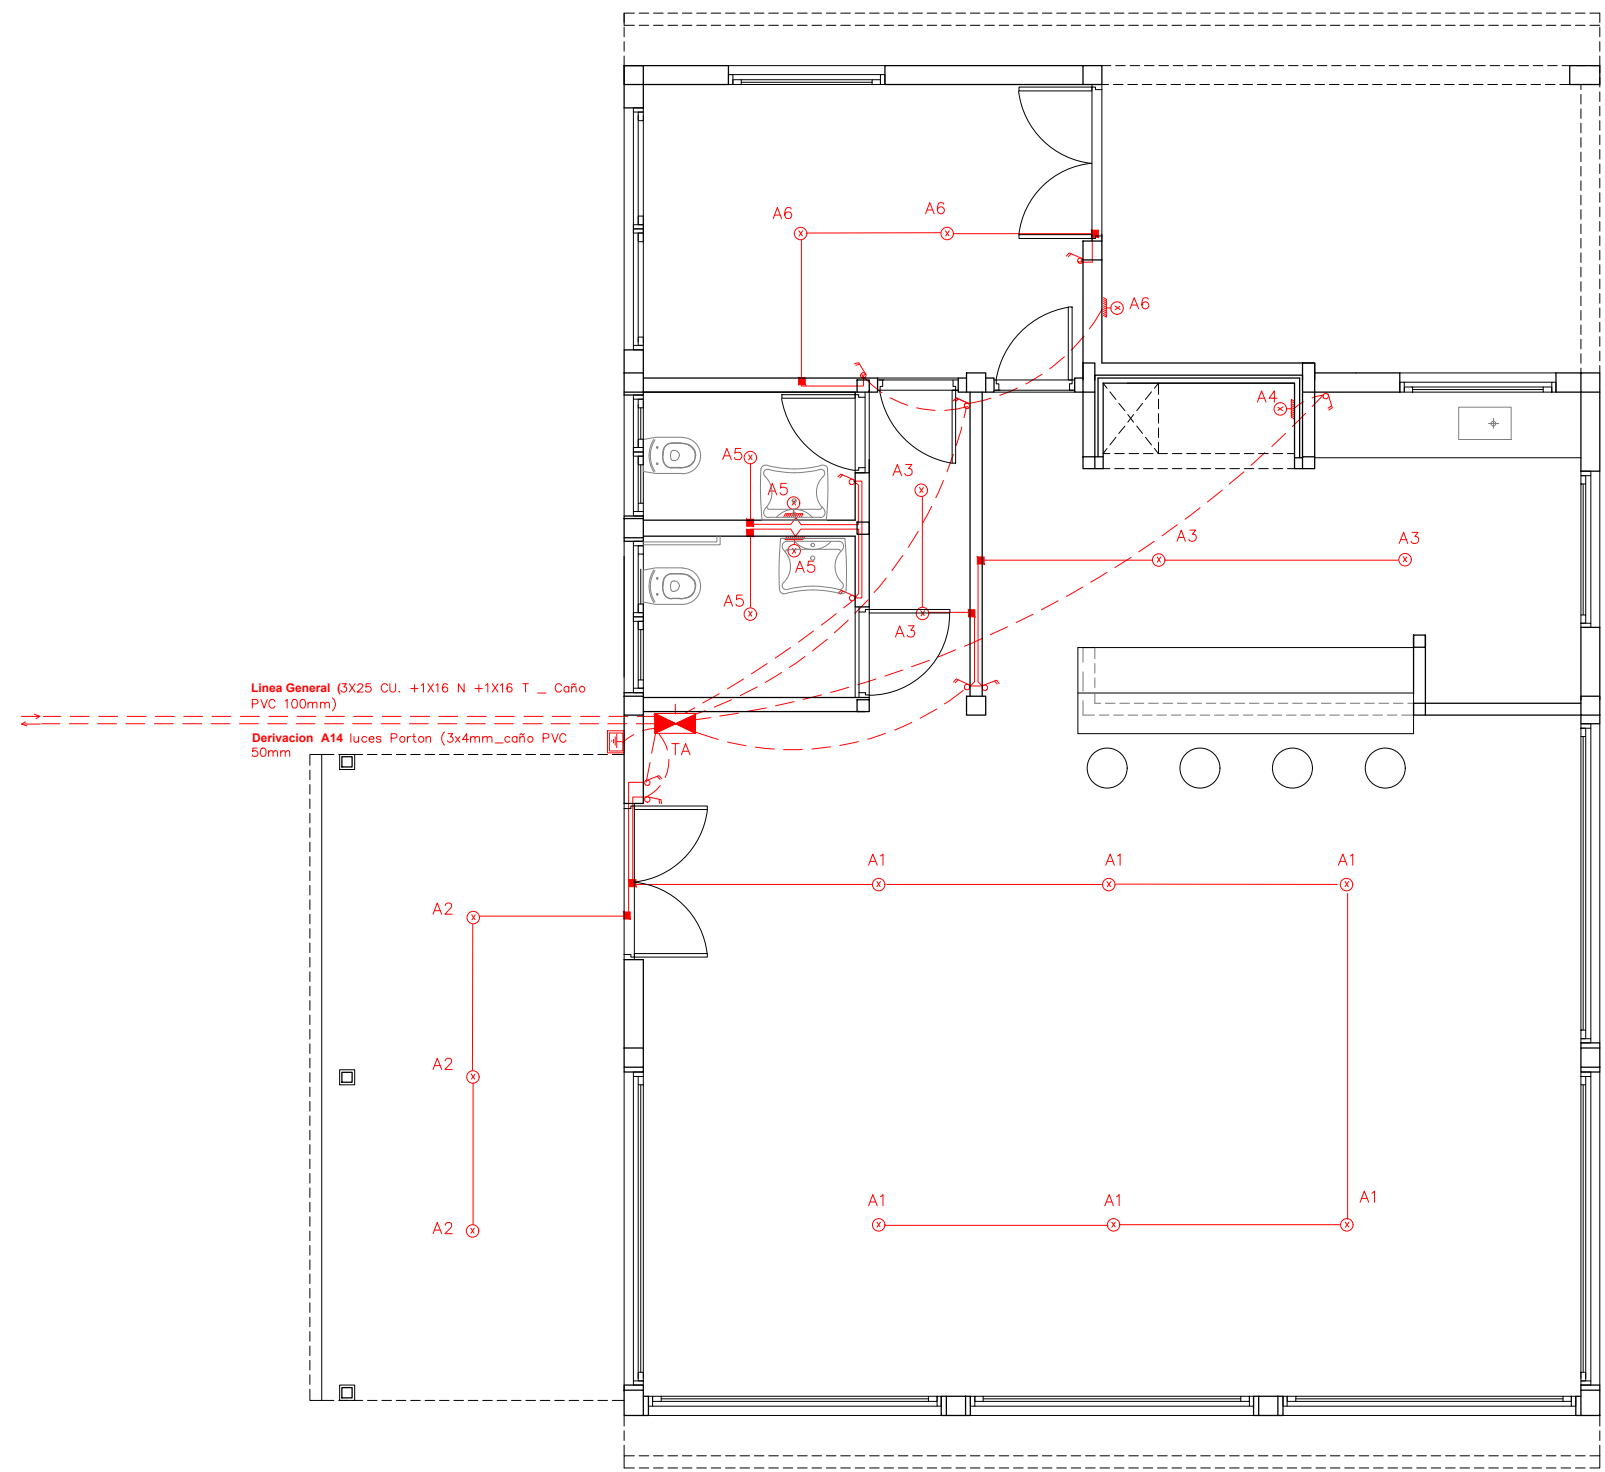 A6
A6
A6
A4
A5
A3
A5
A3
A3
A5
A5
A3
Linea General (3X25 CU. +1X16 N +1X16 T _ Caño
PVC 100mm)
Derivacion A14 luces Porton (3x4mm_caño PVC
50mm
TA
A1
A1
A1
A2
A2
A1
A1
A1
A2